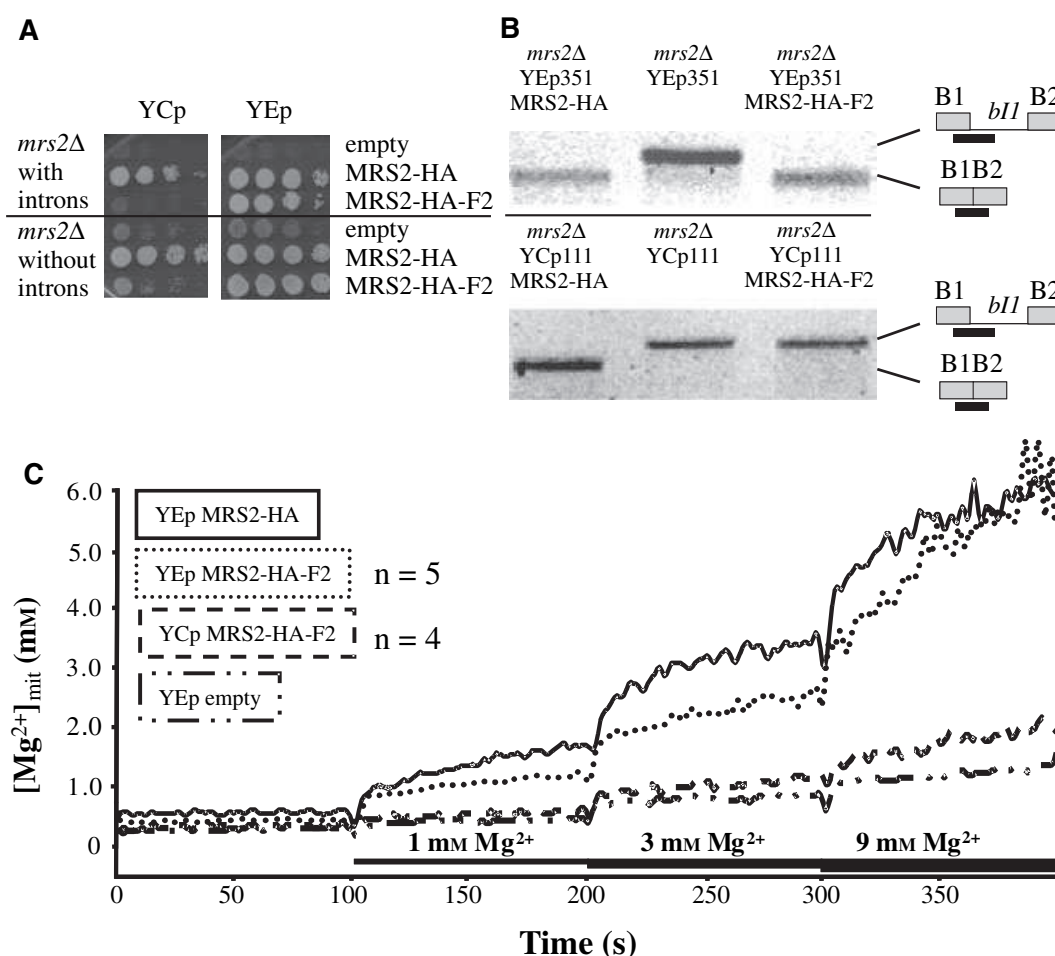 A
YCp YEp
mrs2Δ
with
introns
empty
MRS2-HA
MRS2-HA-F2
mrs2Δ
without
introns
empty
MRS2-HA
MRS2-HA-F2
B
mrs2Δ
YEp351
MRS2-HA
mrs2Δ
YEp351
mrs2Δ
YEp351
MRS2-HA-F2
B1 bI1 B2
B1B2
mrs2Δ
YCp111
MRS2-HA
mrs2Δ
YCp111
mrs2Δ
YCp111
MRS2-HA-F2
B1 bI1 B2
B1B2
C
[Mg²⁺]mit (mM)
6.0
5.0
4.0
3.0
2.0
1.0
0
YEp MRS2-HA
YEp MRS2-HA-F2 n = 5
YCp MRS2-HA-F2 n = 4
YEp empty
1 mM Mg²⁺ 3 mM Mg²⁺ 9 mM Mg²⁺
0 50 100 150 200 250 300 350
Time (s)